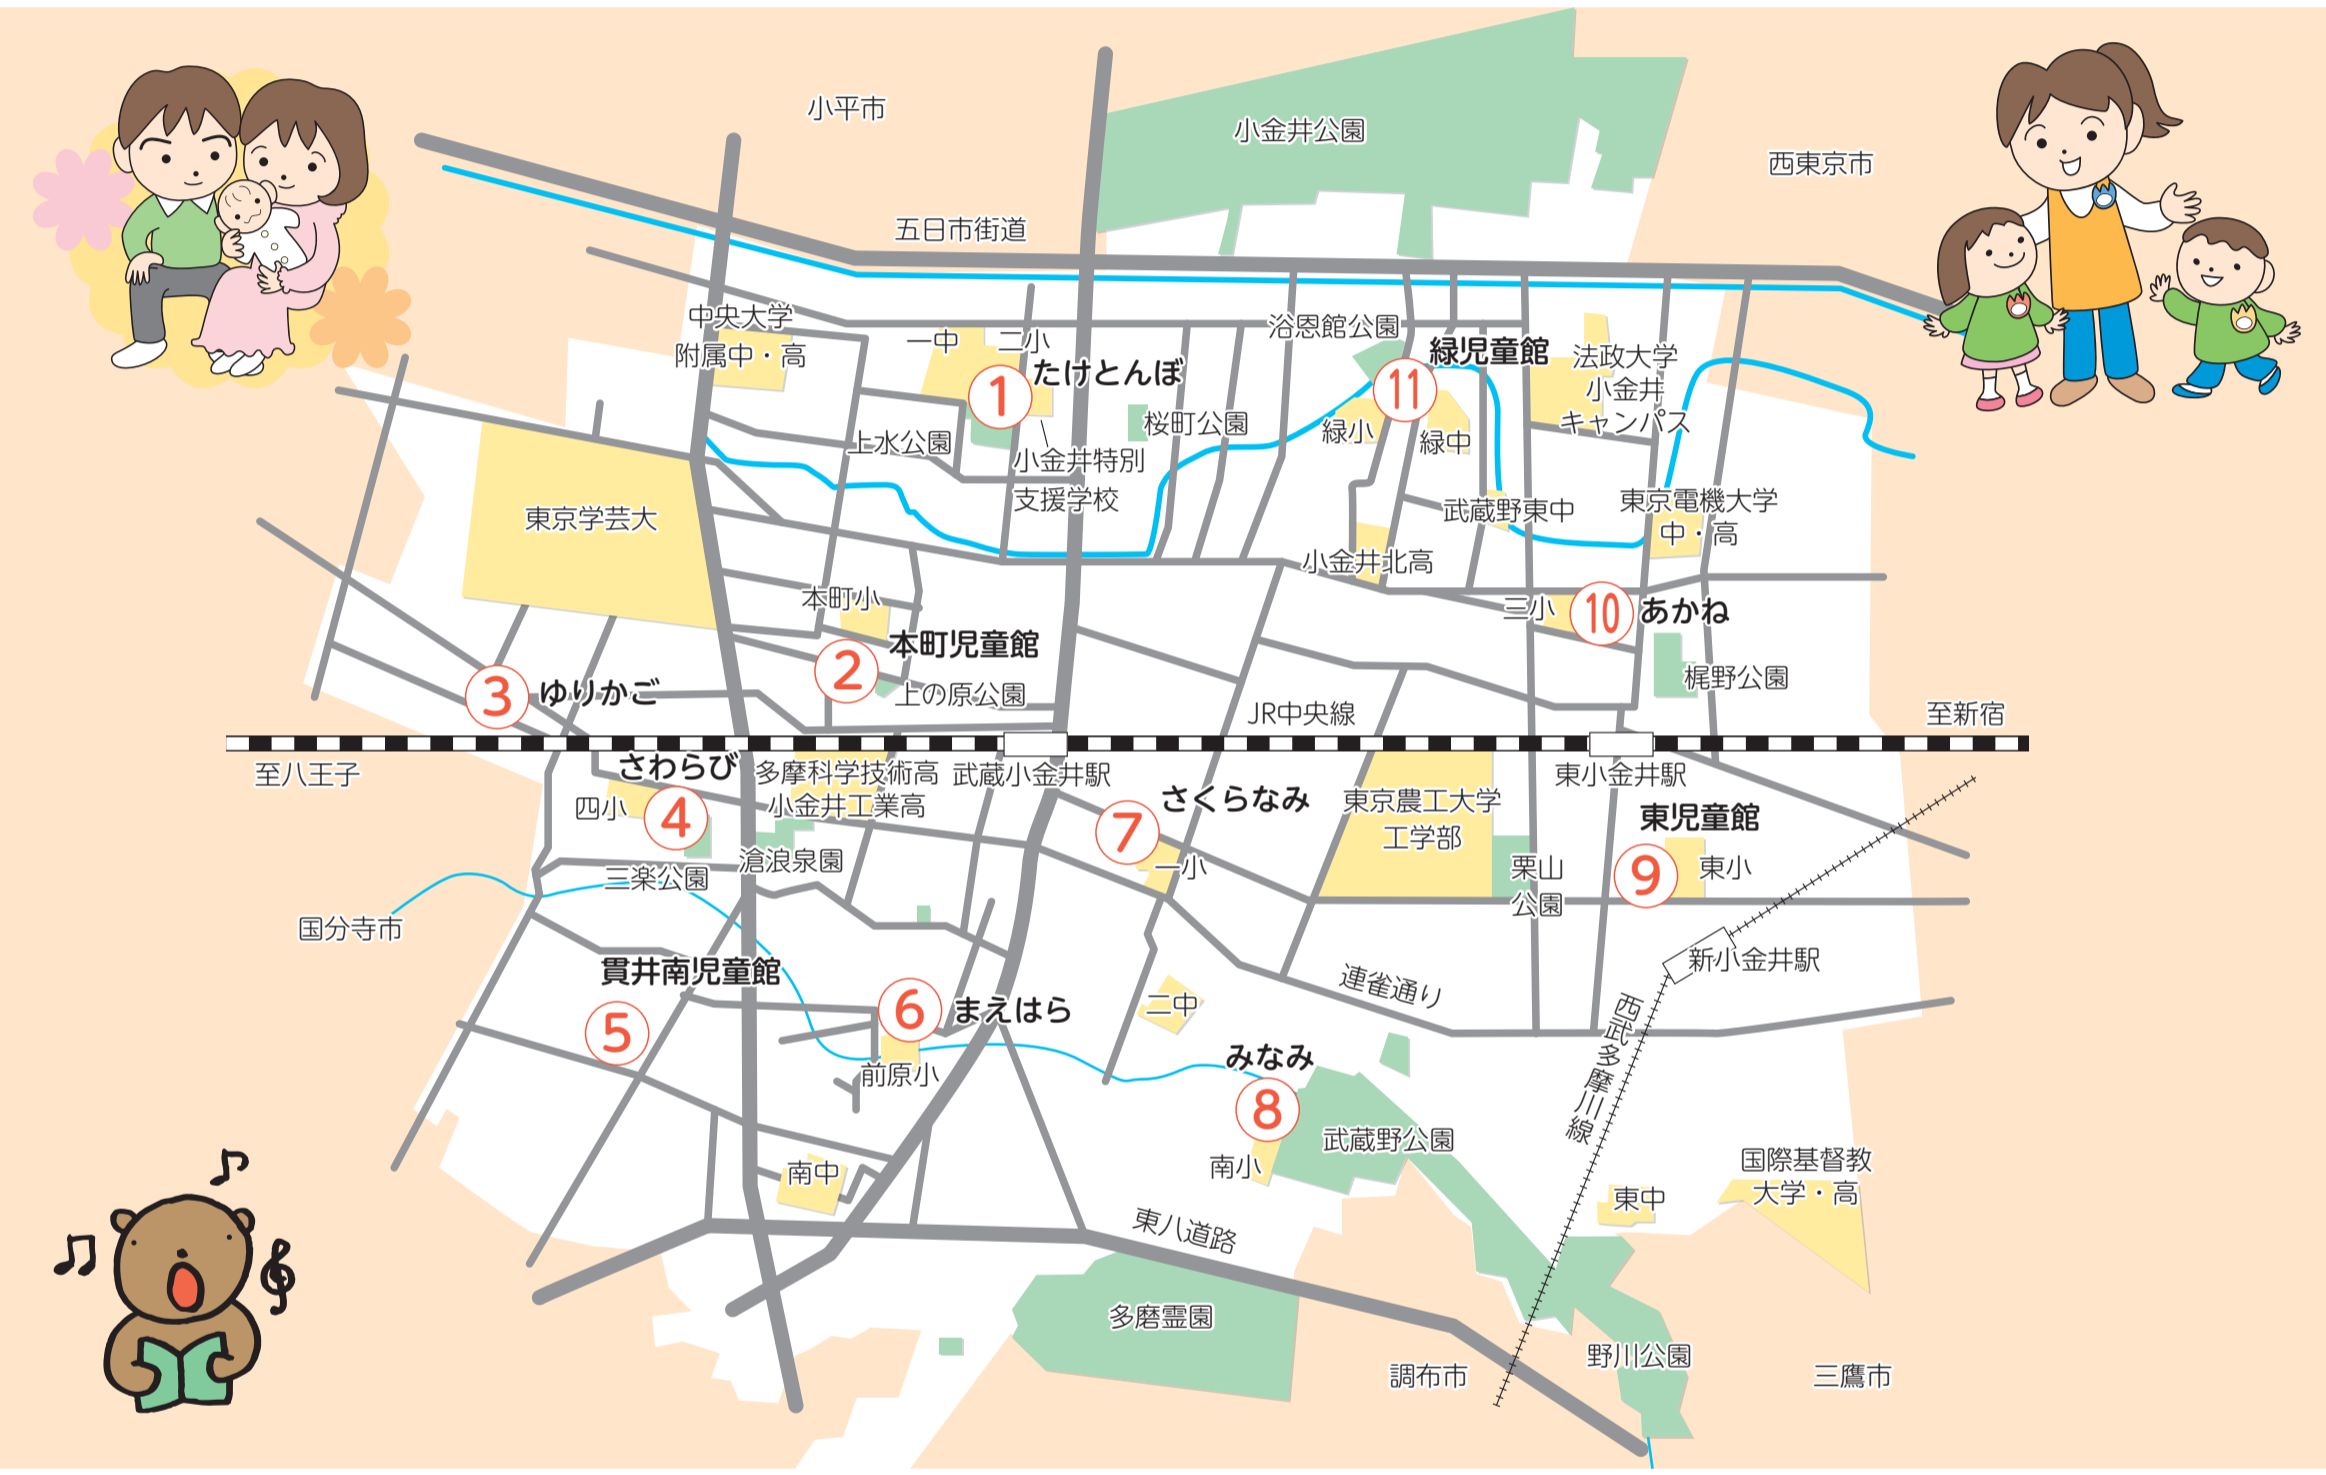 小平市
小金井公園
西東京市
五日市街道
中央大学
附属中・高
一中
二小
浴恩館公園
緑児童館
法政大学
小金井
キャンパス
①
たけとんぼ
⑪
桜町公園
緑小
緑中
上水公園
小金井特別
支援学校
東京学芸大
武蔵野東中
東京電機大学
中・高
小金井北高
本町小
三小
⑩
あかね
②
本町児童館
上の原公園
梶野公園
③
ゆりかご
JR中央線
至新宿
至八王子
さわらび
多摩科学技術高
小金井工業高
武蔵小金井駅
東小金井駅
四小
④
⑦
さくらなみ
東京農工大学
工学部
東児童館
滄浪泉園
一小
栗山
公園
⑨
東小
三楽公園
国分寺市
新小金井駅
貫井南児童館
⑤
⑥
まえはら
二中
連雀通り
西武多摩川線
前原小
みなみ
⑧
武蔵野公園
南小
南中
国際基督教
大学・高
東中
東八道路
多磨霊園
調布市
野川公園
三鷹市